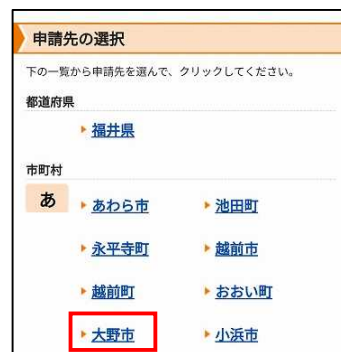 申請先の選択
下の一覧から申請先を選んで、クリックしてください。
都道府県
福井県
市町村
あ
あわら市 池田町
永平寺町 越前市
越前町 おおい町
大野市 小浜市